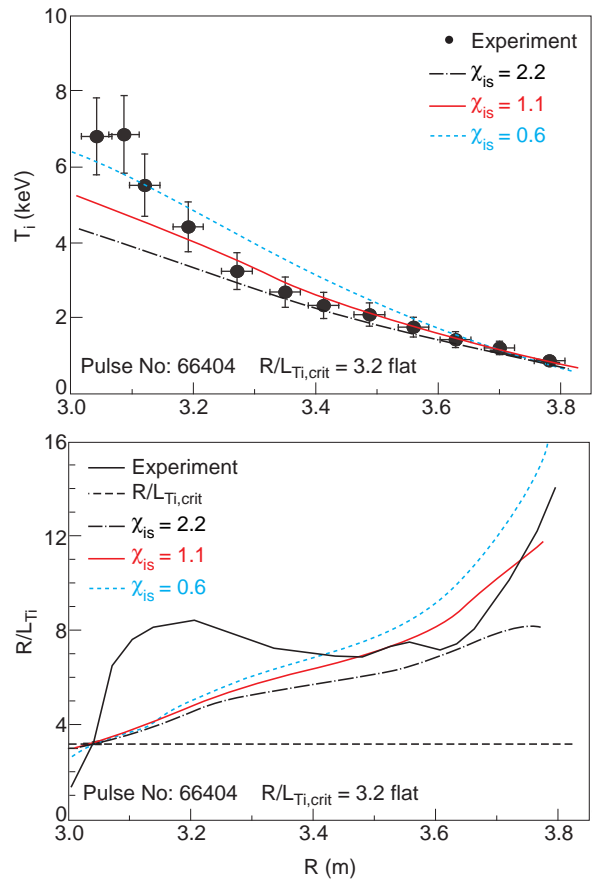 10
8
6
4
2
0
T_i (keV)
Experiment
χ_is = 2.2
χ_is = 1.1
χ_is = 0.6
Pulse No: 66404 R/L_Ti,crit = 3.2 flat
3.0 3.2 3.4 3.6 3.8
16
12
8
4
0
R/L_Ti
Experiment
R/L_Ti,crit
χ_is = 2.2
χ_is = 1.1
χ_is = 0.6
Pulse No: 66404 R/L_Ti,crit = 3.2 flat
3.0 3.2 3.4 3.6 3.8
R (m)